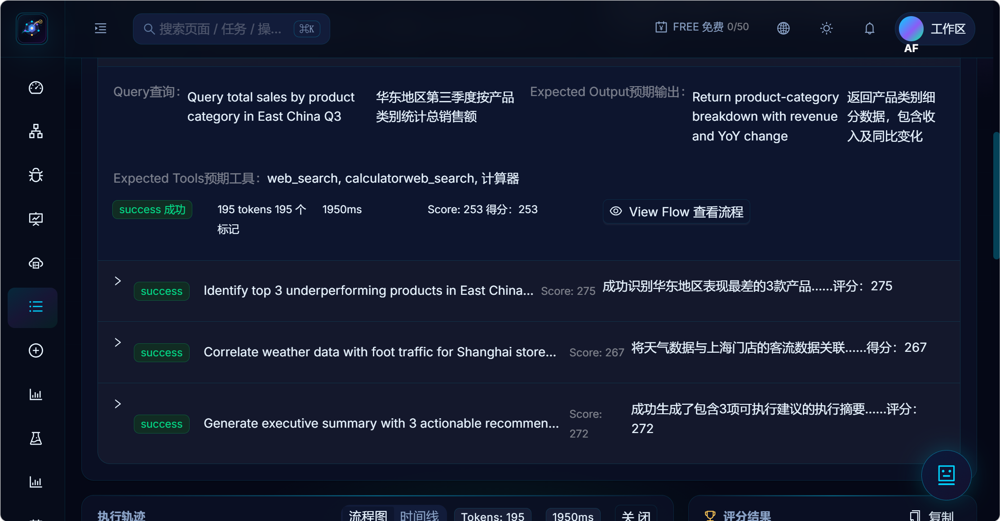 搜索页面 / 任务 / 操...
⌘K
FREE 免费 0/50
工作区
AF
Query查询：
Query total sales by product
category in East China Q3
华东地区第三季度按产品
类别统计总销售额
Expected Output预期输出：
Return product-category
breakdown with revenue
and YoY change
返回产品类别细
分数据，包含收
入及同比变化
Expected Tools预期工具：web_search, calculatorweb_search, 计算器
success 成功
195 tokens 195 个
标记
1950ms
Score: 253 得分：253
View Flow 查看流程
success
Identify top 3 underperforming products in East China...
Score: 275
成功识别华东地区表现最差的3款产品......评分：275
success
Correlate weather data with foot traffic for Shanghai store...
Score: 267
将天气数据与上海门店的客流数据关联......得分：267
success
Generate executive summary with 3 actionable recommen...
Score:
272
成功生成了包含3项可执行建议的执行摘要......评分：
272
执行轨迹
流程图
时间线
Tokens: 195
1950ms
关 闭
评分结果
复制